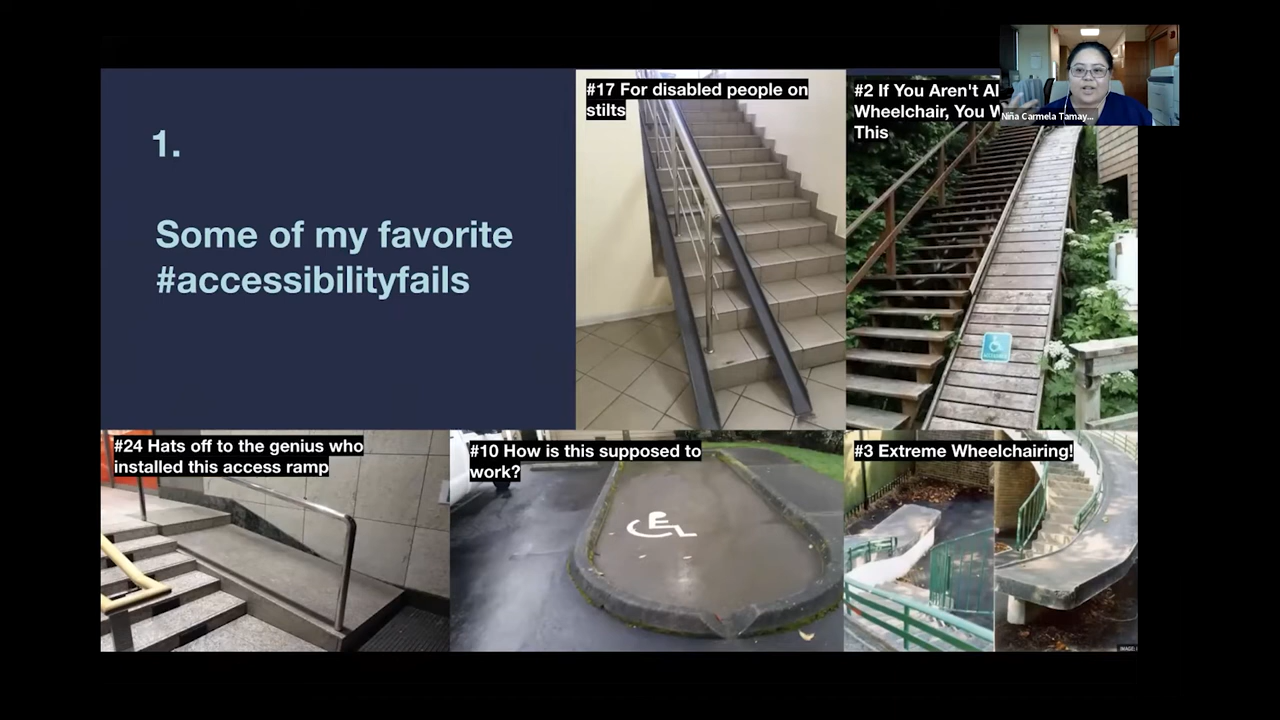 1.
Some of my favorite
#accessibilityfails
#17 For disabled people on
stilts
#2 If You Aren't
Wheelchair, You
This
Niña Carmela Tamay...
#24 Hats off to the genius who
installed this access ramp
#10 How is this supposed to
work?
#3 Extreme Wheelchairing!